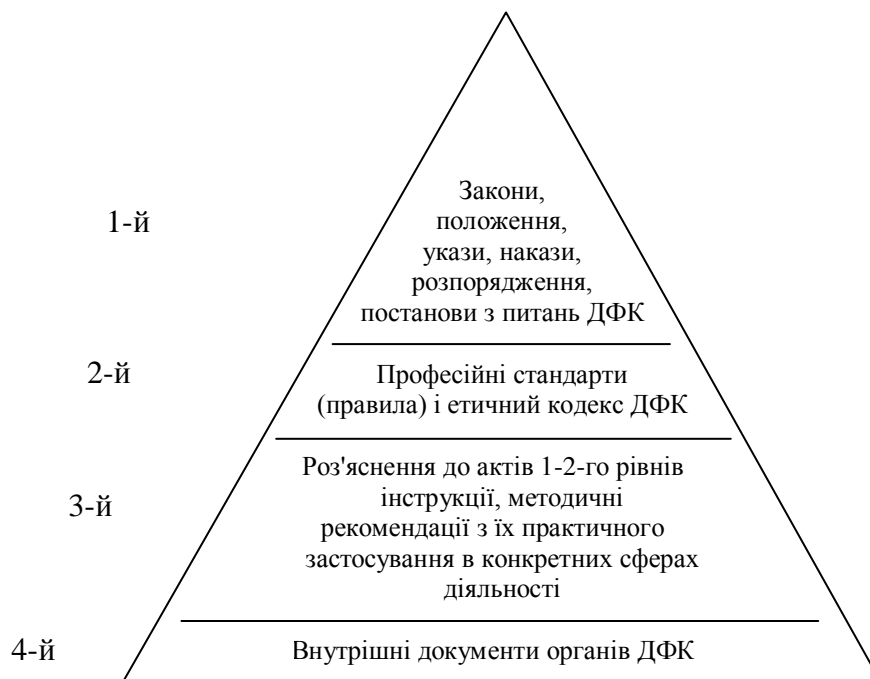 1-й
Закони,
положення,
укази, накази,
розпорядження,
постанови з питань ДФК
2-й
Професійні стандарти
(правила) і етичний кодекс ДФК
3-й
Роз'яснення до актів 1-2-го рівнів
інструкції, методичні
рекомендації з їх практичного
застосування в конкретних сферах
діяльності
4-й
Внутрішні документи органів ДФК